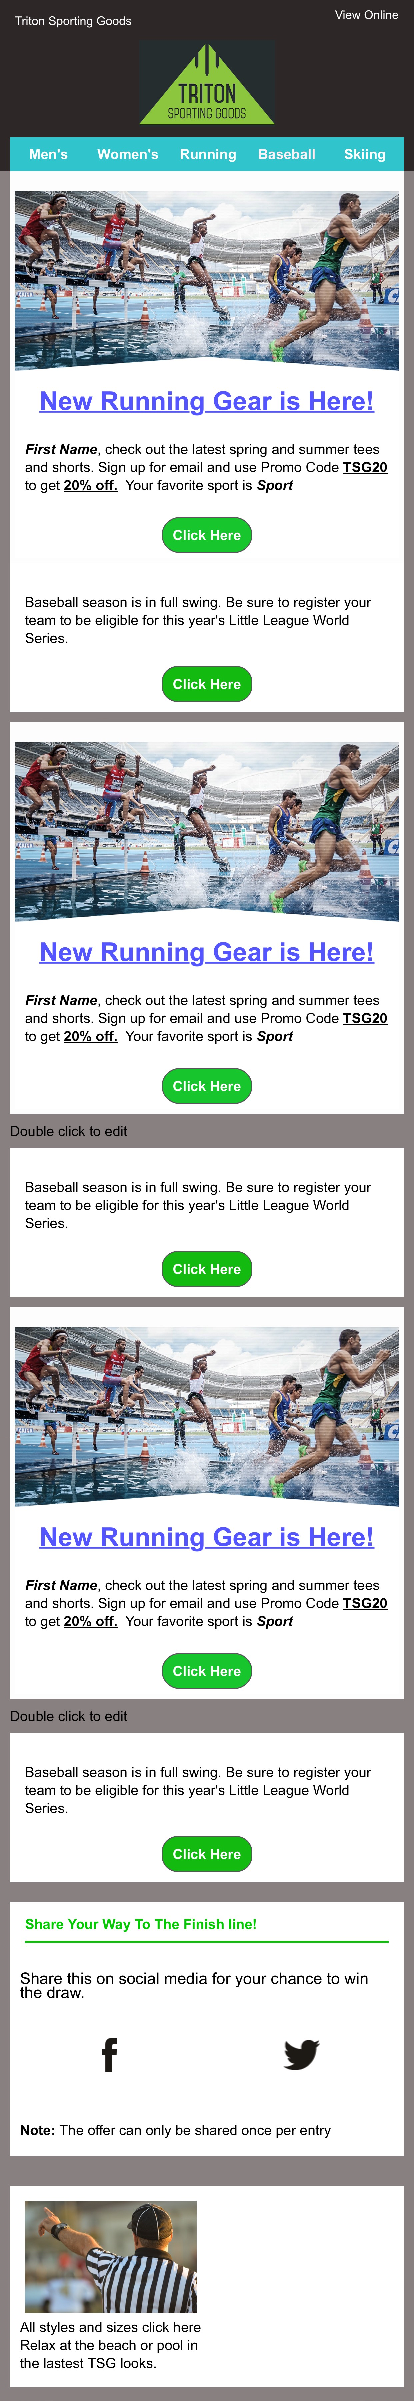 Triton Sporting Goods
View Online
TRITON
SPORTING GOODS
Men's Women's Running Baseball Skiing
New Running Gear is Here!
First Name, check out the latest spring and summer tees
and shorts. Sign up for email and use Promo Code TSG20
to get 20% off. Your favorite sport is Sport
Click Here
Baseball season is in full swing. Be sure to register your
team to be eligible for this year's Little League World
Series.
Click Here
New Running Gear is Here!
First Name, check out the latest spring and summer tees
and shorts. Sign up for email and use Promo Code TSG20
to get 20% off. Your favorite sport is Sport
Click Here
Double click to edit
Baseball season is in full swing. Be sure to register your
team to be eligible for this year's Little League World
Series.
Click Here
New Running Gear is Here!
First Name, check out the latest spring and summer tees
and shorts. Sign up for email and use Promo Code TSG20
to get 20% off. Your favorite sport is Sport
Click Here
Double click to edit
Baseball season is in full swing. Be sure to register your
team to be eligible for this year's Little League World
Series.
Click Here
Share Your Way To The Finish line!
Share this on social media for your chance to win
the draw.
Note: The offer can only be shared once per entry
All styles and sizes click here
Relax at the beach or pool in
the lastest TSG looks.